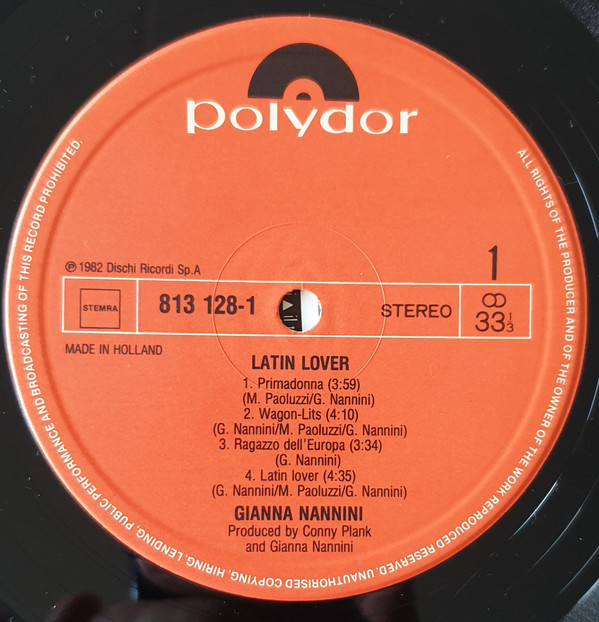 polydor
ALL RIGHTS OF THE PRODUCER AND OF THE OWNER OF THE WORK REPRODUCED RESERVED. UNAUTHORISED COPYING, HIRING, LENDING, PUBLIC PERFORMANCE AND BROADCASTING OF THIS RECORD PROHIBITED.
℗ 1982 Dischi Ricordi Sp.A
1
STEMRA
813 128-1
STEREO
33 1/3
MADE IN HOLLAND
LATIN LOVER
1. Primadonna (3:59)
(M. Paoluzzi/G. Nannini)
2. Wagon-Lits (4:10)
(G. Nannini/M. Paoluzzi/G. Nannini)
3. Ragazzo dell'Europa (3:34)
(G. Nannini)
4. Latin lover (4:35)
(G. Nannini/M. Paoluzzi/G. Nannini)
GIANNA NANNINI
Produced by Conny Plank
and Gianna Nannini